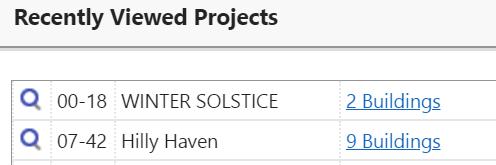 Recently Viewed Projects
00-18 WINTER SOLSTICE 2 Buildings
07-42 Hilly Haven 9 Buildings